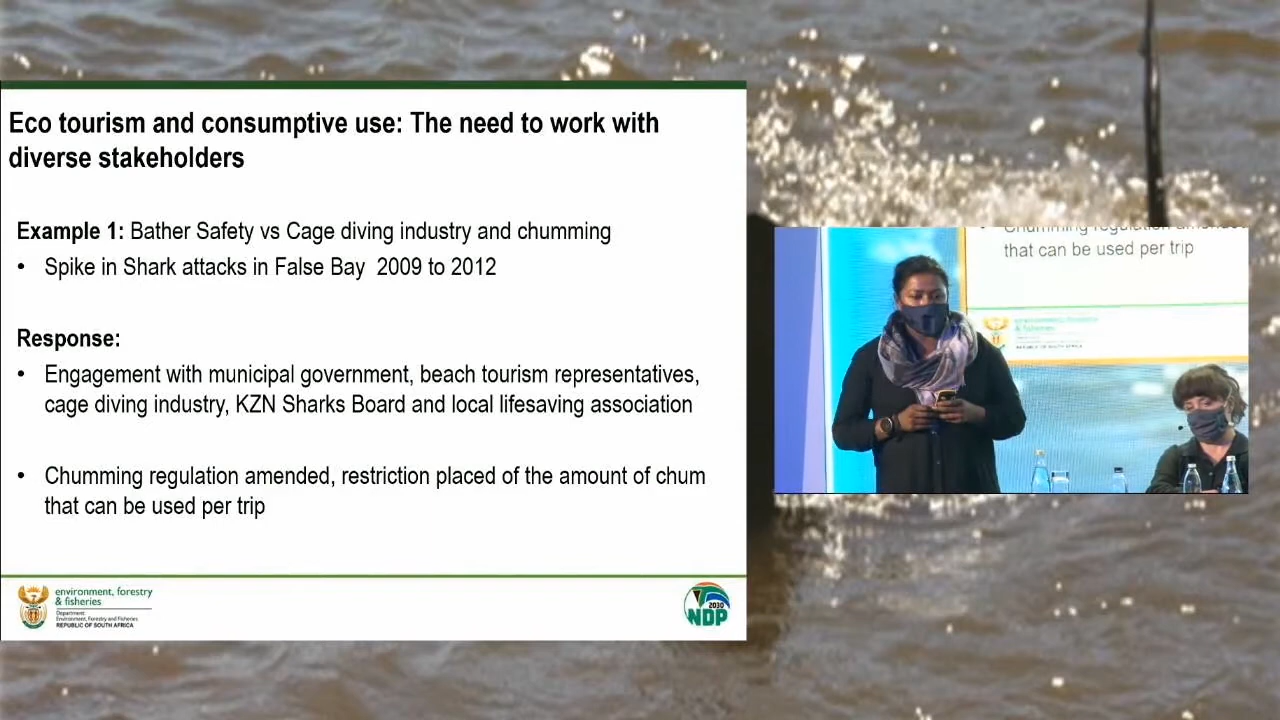 Eco tourism and consumptive use: The need to work with
diverse stakeholders
Example 1: Bather Safety vs Cage diving industry and chumming
• Spike in Shark attacks in False Bay 2009 to 2012
Response:
• Engagement with municipal government, beach tourism representatives,
cage diving industry, KZN Sharks Board and local lifesaving association
• Chumming regulation amended, restriction placed of the amount of chum
that can be used per trip
environment, forestry
& fisheries
Department:
Environment, Forestry and Fisheries
REPUBLIC OF SOUTH AFRICA
2030
NDP
Chumming regulation
that can be used per trip
environment, forestry
& fisheries
REPUBLIC OF SOUTH AFRICA